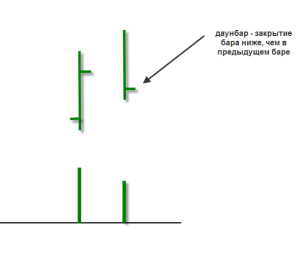 даунбар - закрытие
бара ниже, чем в
предыдущем баре